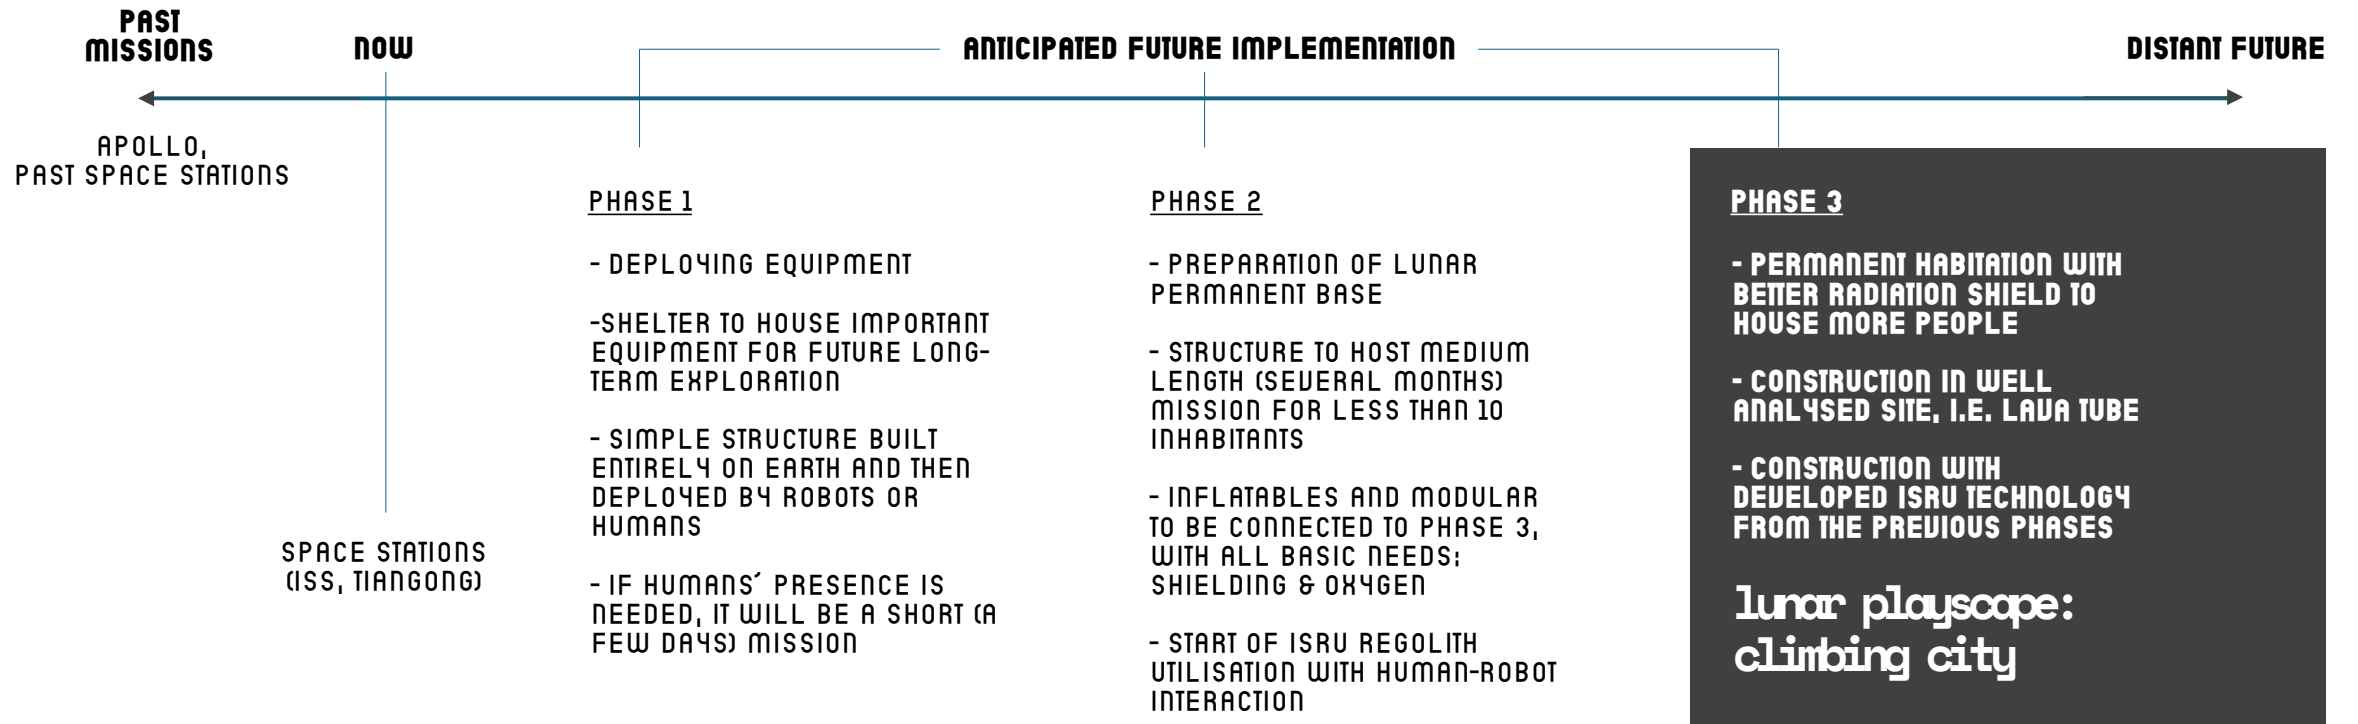 PAST
MISSIONS
NOW
ANTICIPATED FUTURE IMPLEMENTATION
DISTANT FUTURE
APOLLO,
PAST SPACE STATIONS
SPACE STATIONS
(ISS, TIANGONG)
PHASE 1
- DEPLOYING EQUIPMENT
-SHELTER TO HOUSE IMPORTANT
EQUIPMENT FOR FUTURE LONG-
TERM EXPLORATION
- SIMPLE STRUCTURE BUILT
ENTIRELY ON EARTH AND THEN
DEPLOYED BY ROBOTS OR
HUMANS
- IF HUMANS´ PRESENCE IS
NEEDED, IT WILL BE A SHORT (A
FEW DAYS) MISSION
PHASE 2
- PREPARATION OF LUNAR
PERMANENT BASE
- STRUCTURE TO HOST MEDIUM
LENGTH (SEVERAL MONTHS)
MISSION FOR LESS THAN 10
INHABITANTS
- INFLATABLES AND MODULAR
TO BE CONNECTED TO PHASE 3,
WITH ALL BASIC NEEDS:
SHIELDING & OXYGEN
- START OF ISRU REGOLITH
UTILISATION WITH HUMAN-ROBOT
INTERACTION
PHASE 3
- PERMANENT HABITATION WITH
BETTER RADIATION SHIELD TO
HOUSE MORE PEOPLE
- CONSTRUCTION IN WELL
ANALYSED SITE, I.E. LAVA TUBE
- CONSTRUCTION WITH
DEVELOPED ISRU TECHNOLOGY
FROM THE PREVIOUS PHASES
lunar playscape:
climbing city